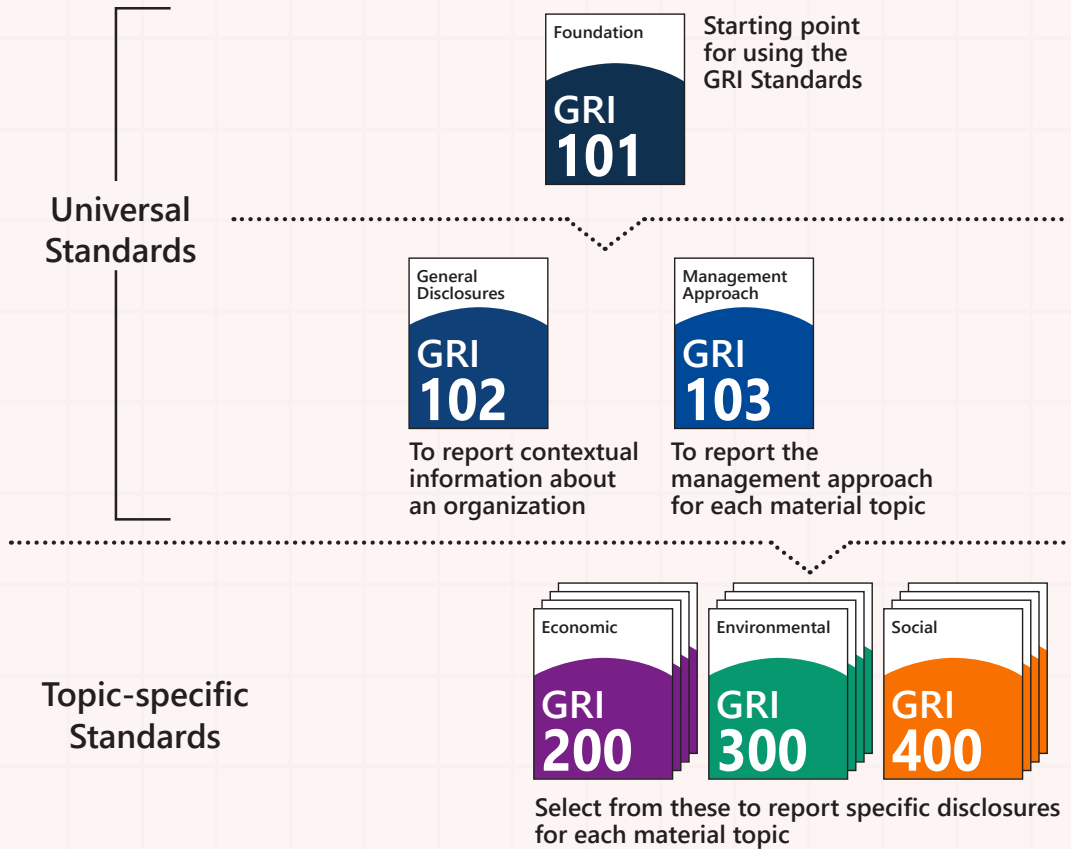 Foundation
GRI
101
Starting point
for using the
GRI Standards
Universal
Standards
General
Disclosures
GRI
102
To report contextual
information about
an organization
Management
Approach
GRI
103
To report the
management approach
for each material topic
Topic-specific
Standards
Economic
GRI
200
Environmental
GRI
300
Social
GRI
400
Select from these to report specific disclosures
for each material topic